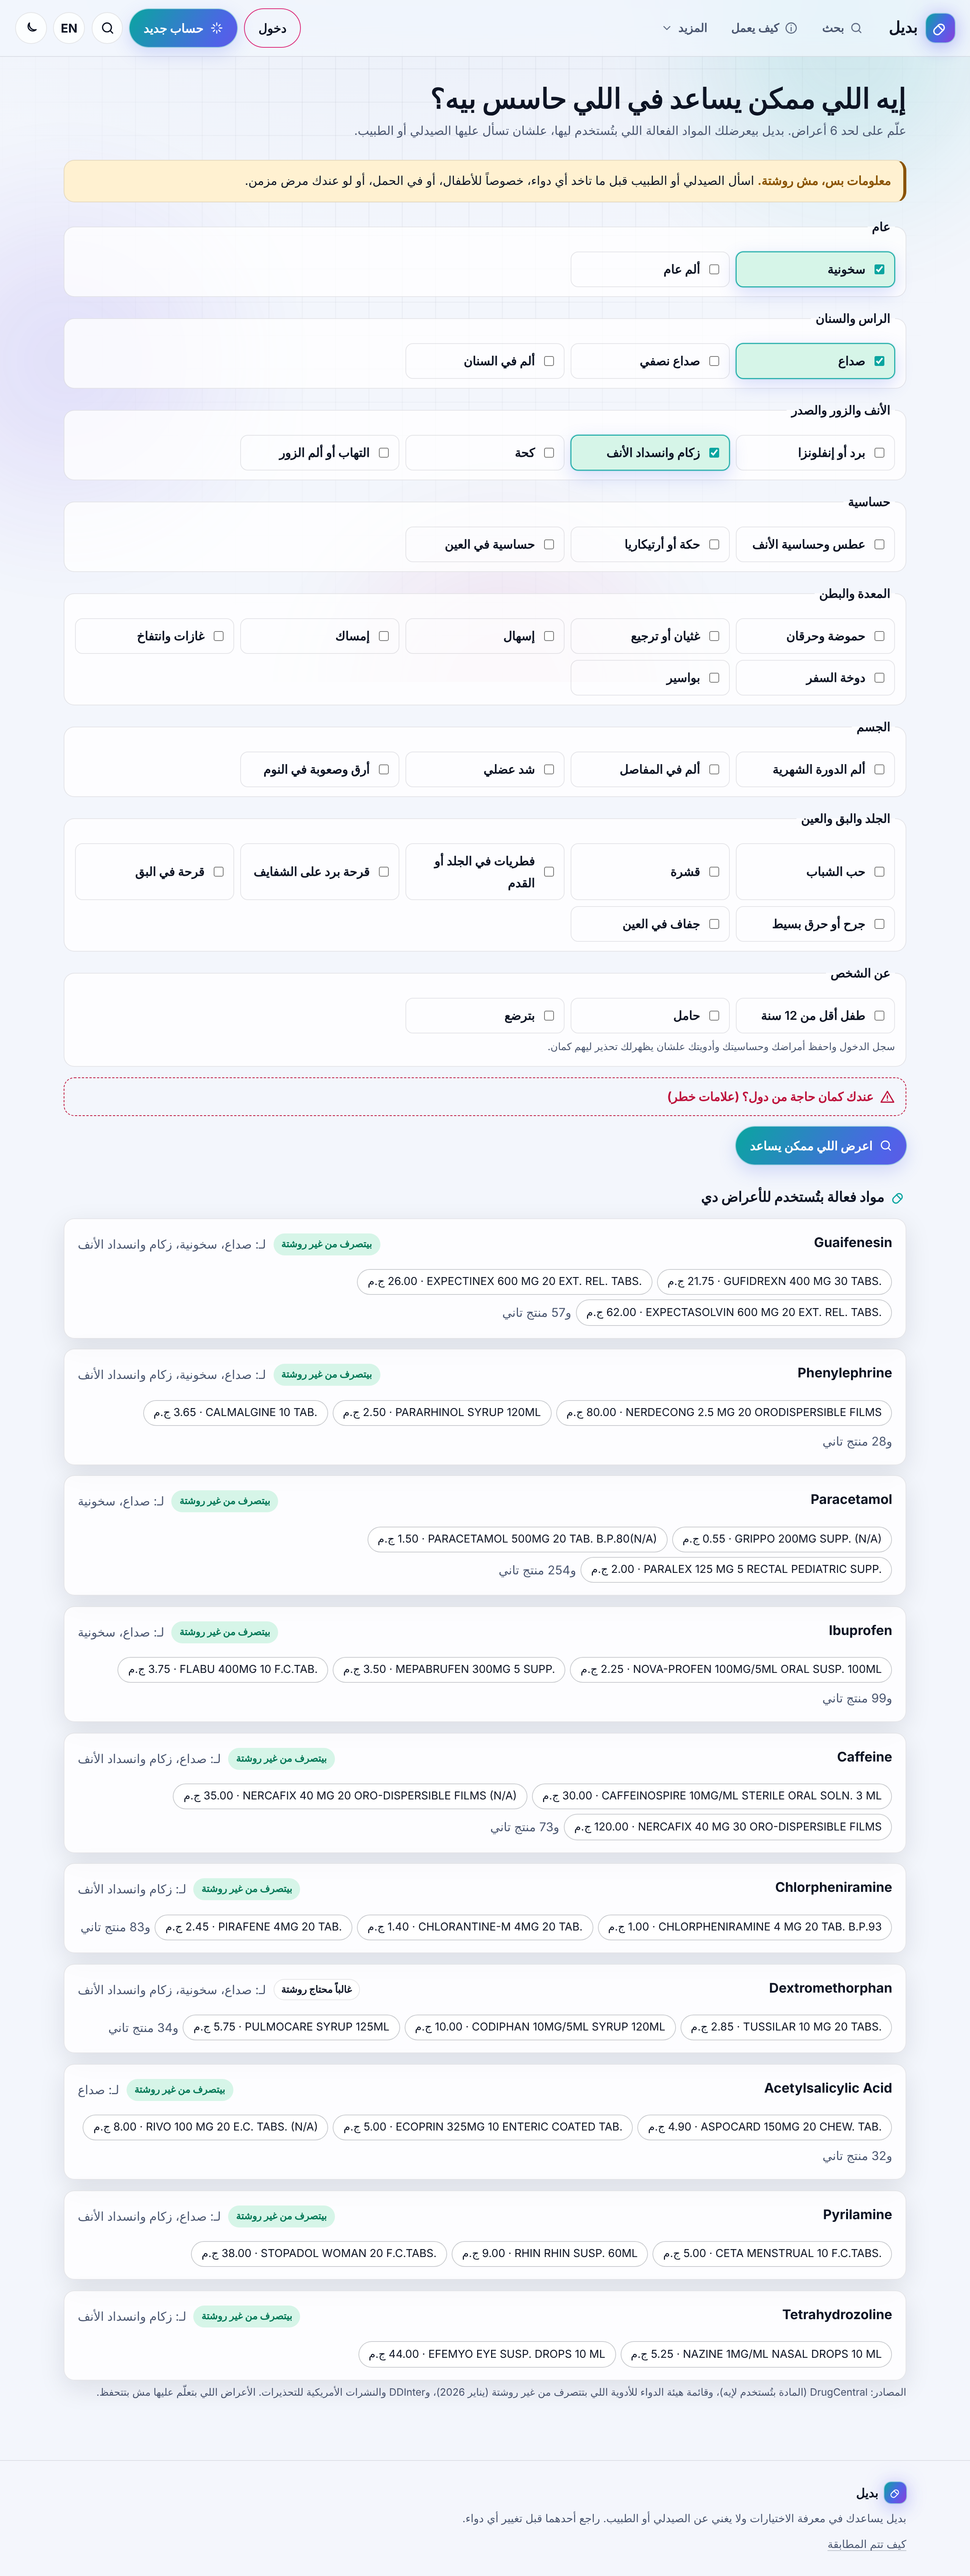 بديل
بحث
كيف يعمل
المزيد
دخول
حساب جديد
EN
إيه اللي ممكن يساعد في اللي حاسس بيه؟
علّم على لحد 6 أعراض. بديل بيعرضلك المواد الفعالة اللي بتُستخدم ليها، علشان تسأل عليها الصيدلي أو الطبيب.
معلومات بس، مش روشتة. اسأل الصيدلي أو الطبيب قبل ما تاخد أي دواء، خصوصاً للأطفال، أو في الحمل، أو لو عندك مرض مزمن.
عام
سخونية
ألم عام
الراس والسنان
صداع
صداع نصفي
ألم في السنان
الأنف والزور والصدر
برد أو إنفلونزا
زكام وانسداد الأنف
كحة
التهاب أو ألم الزور
حساسية
عطس وحساسية الأنف
حكة أو أرتيكاريا
حساسية في العين
المعدة والبطن
حموضة وحرقان
غثيان أو ترجيع
إسهال
إمساك
غازات وانتفاخ
دوخة السفر
بواسير
الجسم
ألم الدورة الشهرية
ألم في المفاصل
شد عضلي
أرق وصعوبة في النوم
الجلد والبق والعين
حب الشباب
قشرة
فطريات في الجلد أو
القدم
قرحة برد على الشفايف
قرحة في البق
جرح أو حرق بسيط
جفاف في العين
عن الشخص
طفل أقل من 12 سنة
حامل
بترضع
سجل الدخول واحفظ أمراضك وحساسيتك وأدويتك علشان يظهرلك تحذير ليهم كمان.
عندك كمان حاجة من دول؟ (علامات خطر)
اعرض اللي ممكن يساعد
مواد فعالة بتُستخدم للأعراض دي
Guaifenesin
بيتصرف من غير روشتة
لـ: صداع، سخونية، زكام وانسداد الأنف
GUFIDREXN 400 MG 30 TABS. · 21.75 ج.م
EXPECTINEX 600 MG 20 EXT. REL. TABS. · 26.00 ج.م
EXPECTASOLVIN 600 MG 20 EXT. REL. TABS. · 62.00 ج.م
و57 منتج تاني
Phenylephrine
بيتصرف من غير روشتة
لـ: صداع، سخونية، زكام وانسداد الأنف
NERDECONG 2.5 MG 20 ORODISPERSIBLE FILMS · 80.00 ج.م
PARARHINOL SYRUP 120ML · 2.50 ج.م
CALMALGINE 10 TAB. · 3.65 ج.م
و28 منتج تاني
Paracetamol
بيتصرف من غير روشتة
لـ: صداع، سخونية
GRIPPO 200MG SUPP. (N/A) · 0.55 ج.م
PARACETAMOL 500MG 20 TAB. B.P.80(N/A) · 1.50 ج.م
PARALEX 125 MG 5 RECTAL PEDIATRIC SUPP. · 2.00 ج.م
و254 منتج تاني
Ibuprofen
بيتصرف من غير روشتة
لـ: صداع، سخونية
NOVA-PROFEN 100MG/5ML ORAL SUSP. 100ML · 2.25 ج.م
MEPABRUFEN 300MG 5 SUPP. · 3.50 ج.م
FLABU 400MG 10 F.C.TAB. · 3.75 ج.م
و99 منتج تاني
Caffeine
بيتصرف من غير روشتة
لـ: صداع، زكام وانسداد الأنف
CAFFEINOSPIRE 10MG/ML STERILE ORAL SOLN. 3 ML · 30.00 ج.م
NERCAFIX 40 MG 20 ORO-DISPERSIBLE FILMS (N/A) · 35.00 ج.م
NERCAFIX 40 MG 30 ORO-DISPERSIBLE FILMS · 120.00 ج.م
و73 منتج تاني
Chlorpheniramine
بيتصرف من غير روشتة
لـ: زكام وانسداد الأنف
CHLORPHENIRAMINE 4 MG 20 TAB. B.P.93 · 1.00 ج.م
CHLORANTINE-M 4MG 20 TAB. · 1.40 ج.م
PIRAFENE 4MG 20 TAB. · 2.45 ج.م
و83 منتج تاني
Dextromethorphan
غالباً محتاج روشتة
لـ: صداع، سخونية، زكام وانسداد الأنف
TUSSILAR 10 MG 20 TABS. · 2.85 ج.م
CODIPHAN 10MG/5ML SYRUP 120ML · 10.00 ج.م
PULMOCARE SYRUP 125ML · 5.75 ج.م
و34 منتج تاني
Acetylsalicylic Acid
بيتصرف من غير روشتة
لـ: صداع
ASPOCARD 150MG 20 CHEW. TAB. · 4.90 ج.م
ECOPRIN 325MG 10 ENTERIC COATED TAB. · 5.00 ج.م
RIVO 100 MG 20 E.C. TABS. (N/A) · 8.00 ج.م
و32 منتج تاني
Pyrilamine
بيتصرف من غير روشتة
لـ: صداع، زكام وانسداد الأنف
CETA MENSTRUAL 10 F.C.TABS. · 5.00 ج.م
RHIN RHIN SUSP. 60ML · 9.00 ج.م
STOPADOL WOMAN 20 F.C.TABS. · 38.00 ج.م
Tetrahydrozoline
بيتصرف من غير روشتة
لـ: زكام وانسداد الأنف
NAZINE 1MG/ML NASAL DROPS 10 ML · 5.25 ج.م
EFEMYO EYE SUSP. DROPS 10 ML · 44.00 ج.م
المصادر: DrugCentral (المادة بتُستخدم لإيه)، وقائمة هيئة الدواء للأدوية اللي بتتصرف من غير روشتة (يناير 2026)، وDDInter والنشرات الأمريكية للتحذيرات. الأعراض اللي بتعلّم عليها مش بتتحفظ.
بديل
بديل يساعدك في معرفة الاختيارات ولا يغني عن الصيدلي أو الطبيب. راجع أحدهما قبل تغيير أي دواء.
كيف تتم المطابقة